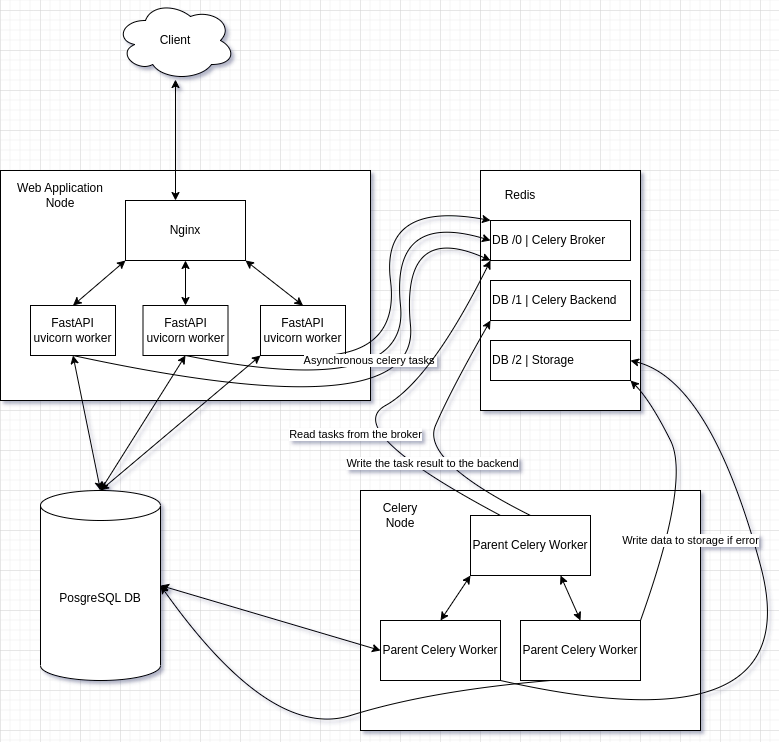 Client
Web Application
Node
Nginx
FastAPI
uvicorn worker
FastAPI
uvicorn worker
FastAPI
uvicorn worker
Redis
DB /0 | Celery Broker
DB /1 | Celery Backend
DB /2 | Storage
Asynchronous celery tasks
Read tasks from the broker
Write the task result to the backend
Celery
Node
Parent Celery Worker
Write data to storage if error
PosgreSQL DB
Parent Celery Worker
Parent Celery Worker